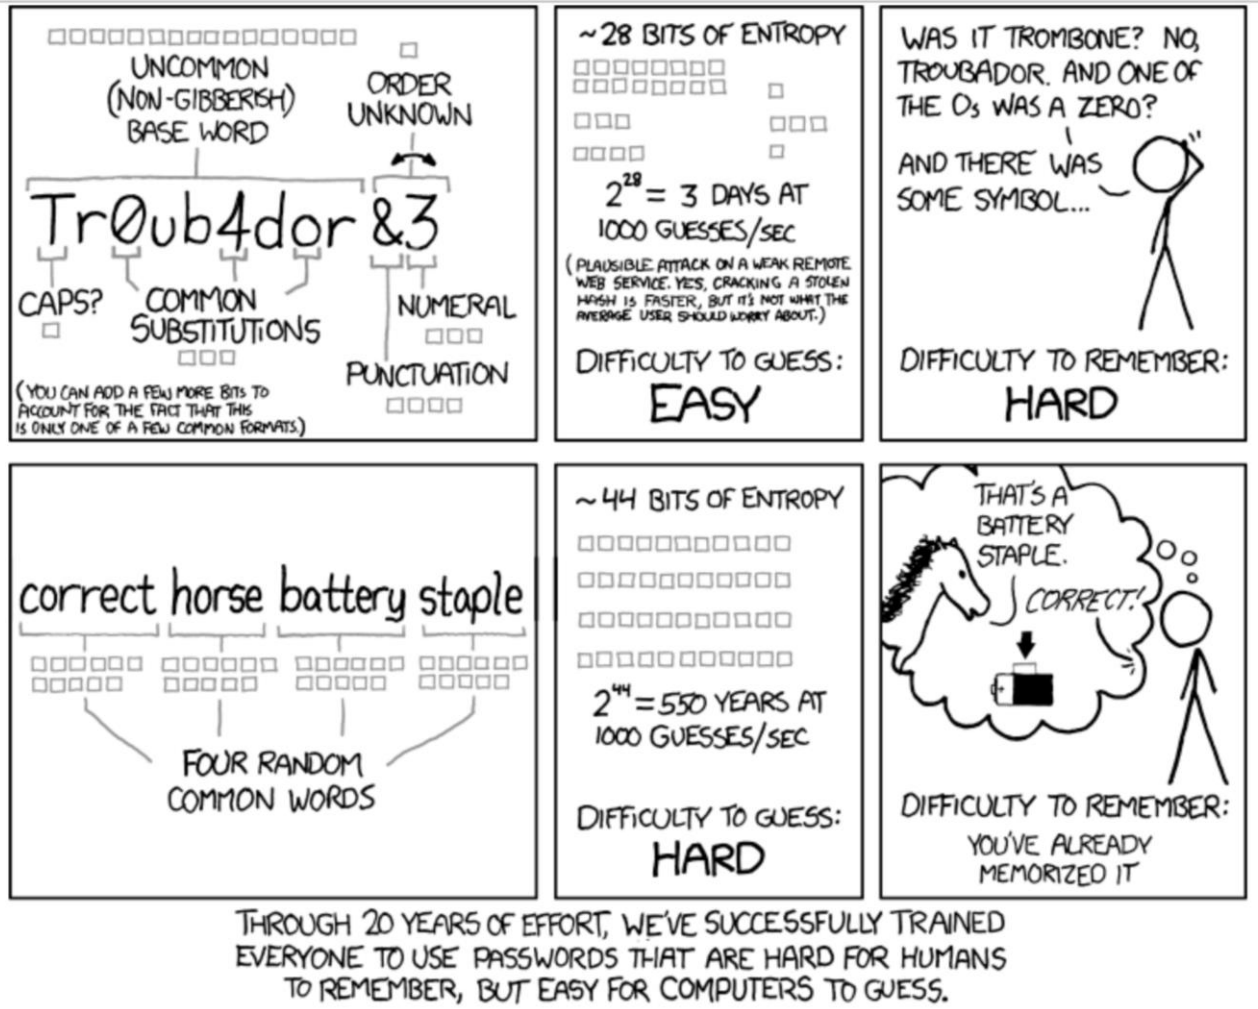 UNCOMMON
(NON-GIBBERISH)
BASE WORD
ORDER
UNKNOWN
Tr0ub4dor &3
CAPS?
COMMON
SUBSTITUTIONS
NUMERAL
PUNCTUATION
(YOU CAN ADD A FEW MORE BITS TO
ACCOUNT FOR THE FACT THAT THIS
IS ONLY ONE OF A FEW COMMON FORMATS.)
~28 BITS OF ENTROPY
2^28 = 3 DAYS AT
1000 GUESSES/SEC
(PLAUSIBLE ATTACK ON A WEAK REMOTE
WEB SERVICE. YES, CRACKING A STOLEN
HASH IS FASTER, BUT IT'S NOT WHAT THE
AVERAGE USER SHOULD WORRY ABOUT.)
DIFFICULTY TO GUESS:
EASY
WAS IT TROMBONE? NO,
TROUBADOR. AND ONE OF
THE Os WAS A ZERO?
AND THERE WAS
SOME SYMBOL...
DIFFICULTY TO REMEMBER:
HARD
correct horse battery staple
FOUR RANDOM
COMMON WORDS
~44 BITS OF ENTROPY
2^44 = 550 YEARS AT
1000 GUESSES/SEC
DIFFICULTY TO GUESS:
HARD
THAT'S A
BATTERY
STAPLE.
CORRECT!
DIFFICULTY TO REMEMBER:
YOU'VE ALREADY
MEMORIZED IT
THROUGH 20 YEARS OF EFFORT, WE'VE SUCCESSFULLY TRAINED
EVERYONE TO USE PASSWORDS THAT ARE HARD FOR HUMANS
TO REMEMBER, BUT EASY FOR COMPUTERS TO GUESS.